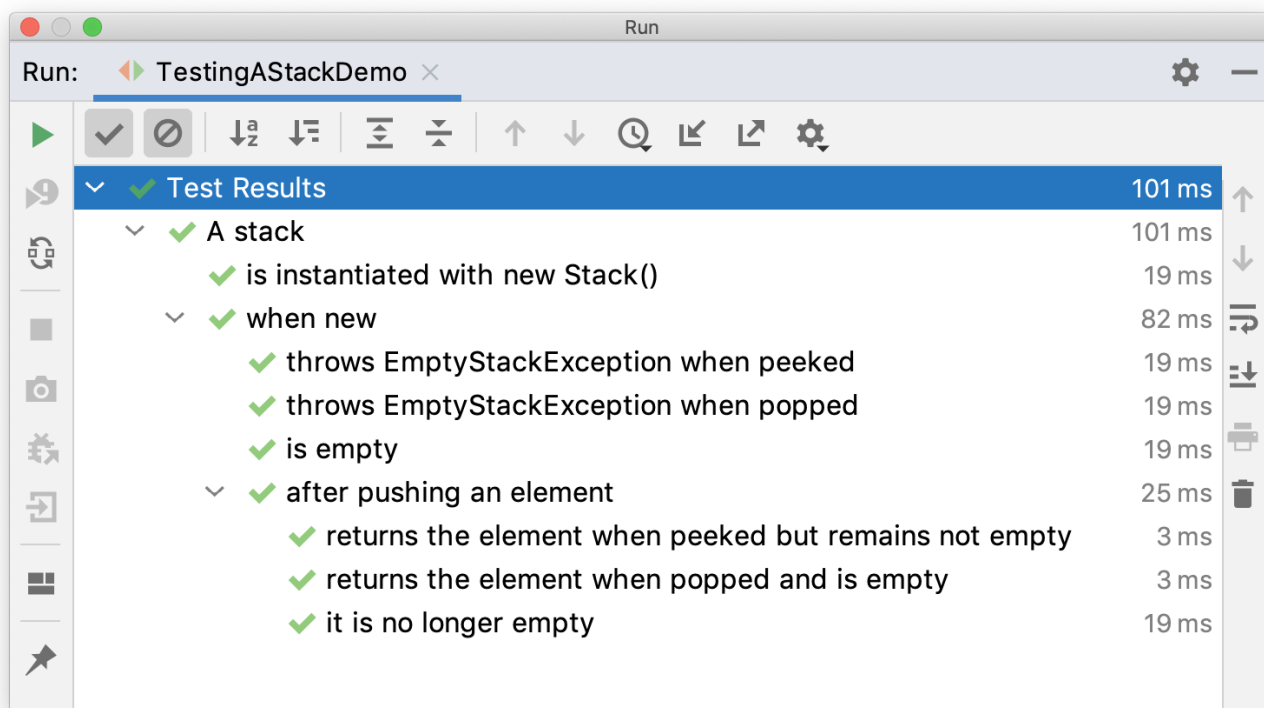 Run
Run: TestingAStackDemo
Test Results 101 ms
A stack 101 ms
is instantiated with new Stack() 19 ms
when new 82 ms
throws EmptyStackException when peeked 19 ms
throws EmptyStackException when popped 19 ms
is empty 19 ms
after pushing an element 25 ms
returns the element when peeked but remains not empty 3 ms
returns the element when popped and is empty 3 ms
it is no longer empty 19 ms